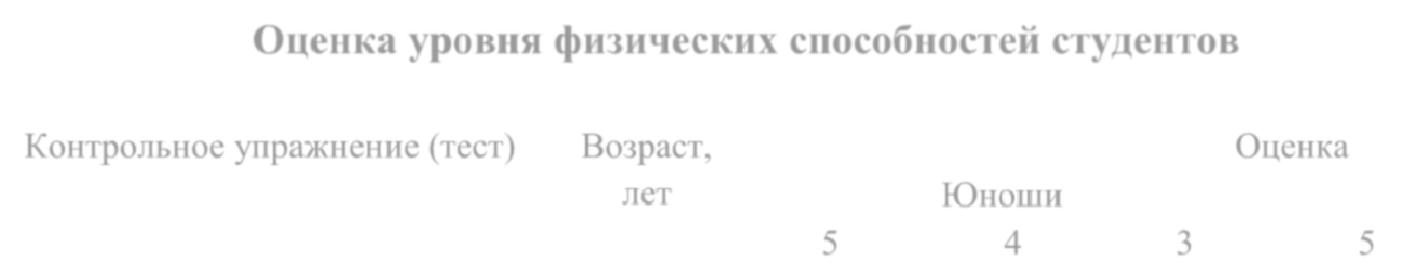 Оценка уровня физических способностей студентов
Контрольное упражнение (тест) Возраст, Оценка
лет Юноши
5 4 3 5